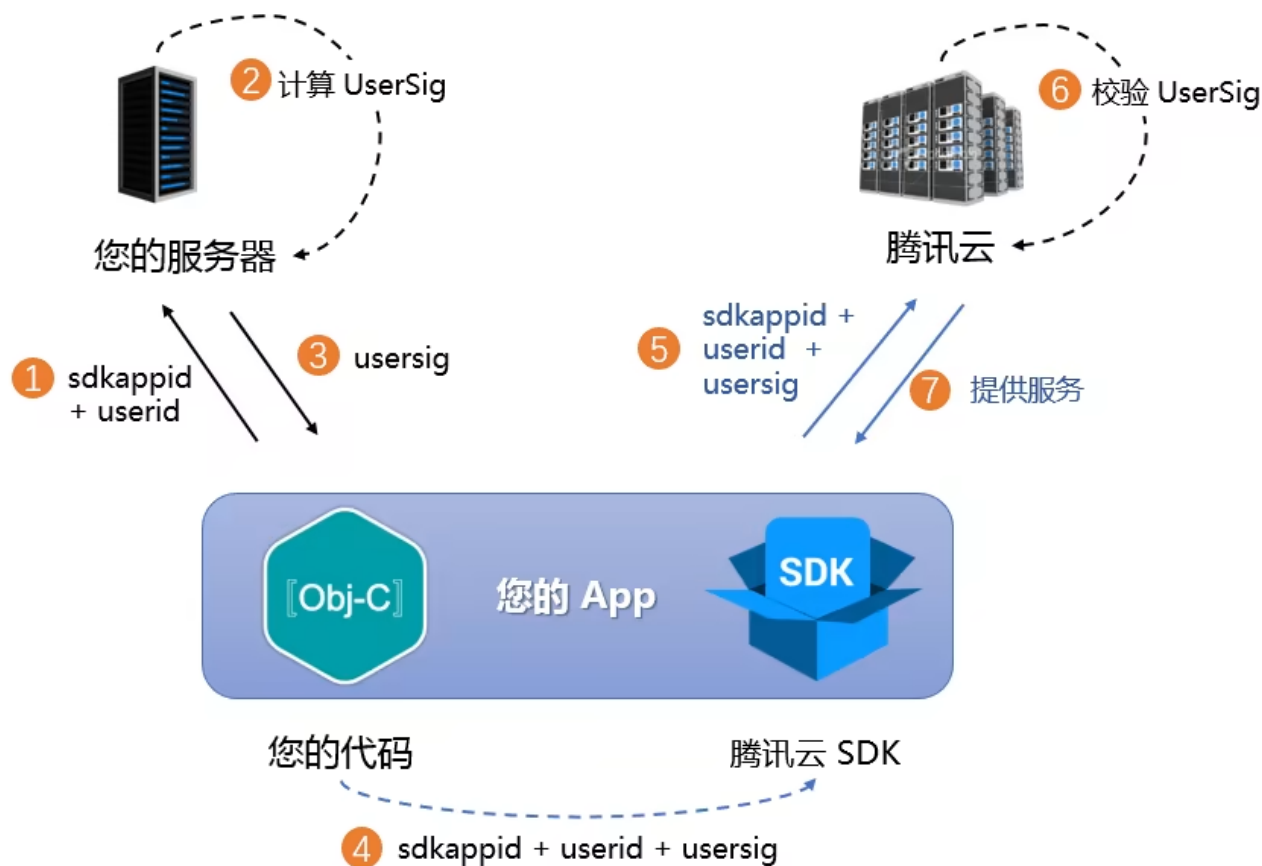 2 计算 UserSig
6 校验 UserSig
您的服务器
腾讯云
1 sdkappid
+ userid
3 usersig
5 sdkappid +
userid +
usersig
7 提供服务
[Obj-C]
您的 App
SDK
您的代码
腾讯云 SDK
4 sdkappid + userid + usersig